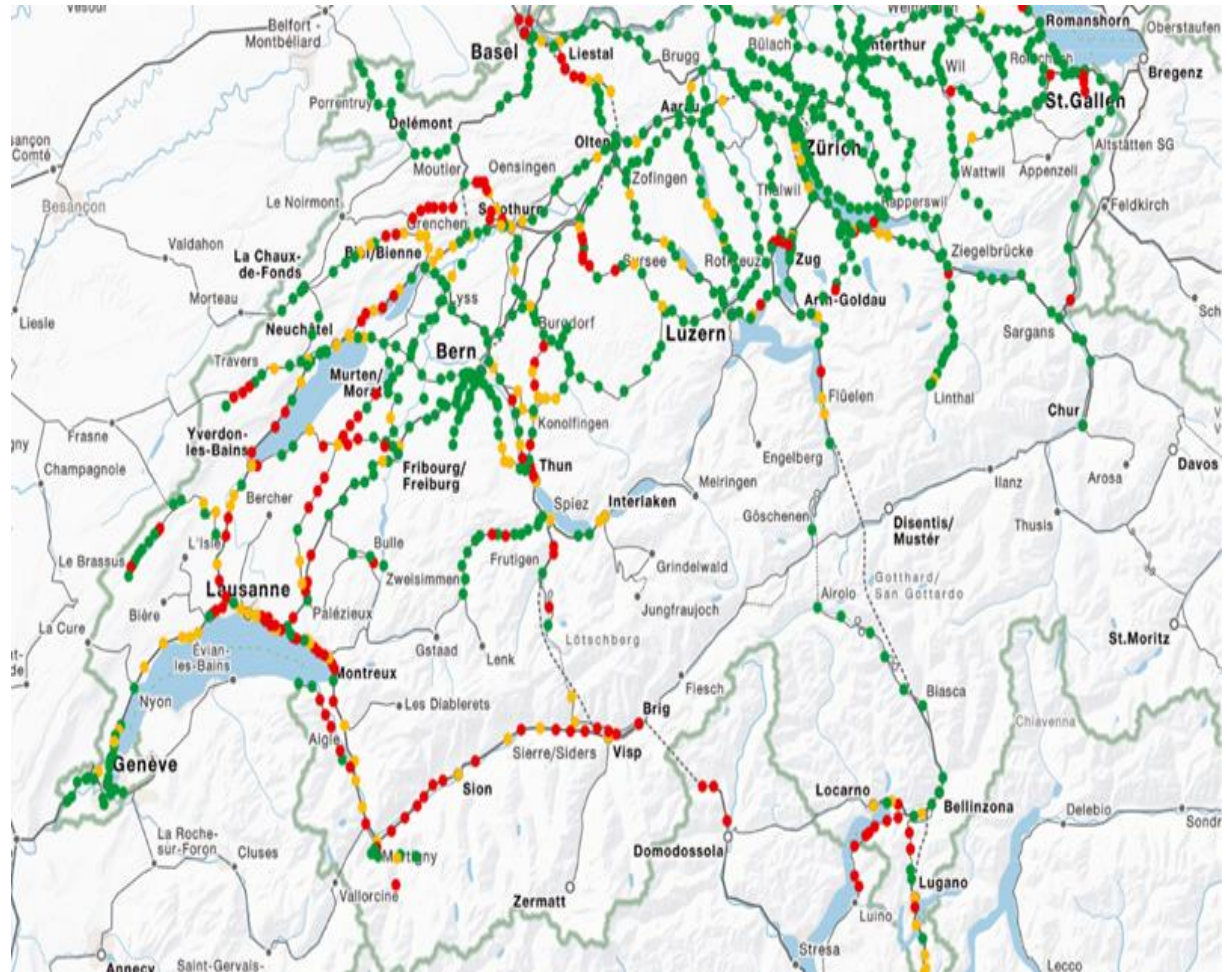 Vesoul
Belfort
Montbéliard
Basel
Liestal
Brugg
Bülach
Winterthur
Romanshorn
Oberstaufen
Wil
Rorschach
Bregenz
St.Gallen
Porrentruy
Delémont
Aarau
Olten
Zürich
Altstätten SG
Besançon
Moutier
Oensingen
Zofingen
Thalwil
Wattwil
Appenzell
Besançon
Le Noirmont
Solothurn
Grenchen
Rapperswil
Feldkirch
Valdahon
La Chaux-
de-Fonds
Biel/Bienne
Sursee
Rotkreuz
Zug
Ziegelbrücke
Morteau
Lyss
Arth-Goldau
Liesle
Neuchâtel
Burgdorf
Luzern
Sargans
Sch
Travers
Bern
Murten/
Morat
Flüelen
Linthal
Chur
Frasne
Yverdon-
les-Bains
Konolfingen
Engelberg
Champagnole
Fribourg/
Freiburg
Thun
Arosa
Davos
Bercher
Spiez
Interlaken
Meiringen
Göschenen
Ilanz
Disentis/
Mustér
Thusis
L'Isle
Bulle
Frutigen
Grindelwald
Le Brassus
Zweisimmen
Gotthard/
San Gottardo
Lausanne
Bière
Palézieux
Jungfraujoch
Airolo
La Cure
Évian-
les-Bains
Gstaad
Lenk
Lötschberg
St.Moritz
Montreux
Nyon
Fiesch
Biasca
Les Diablerets
Brig
Chiavenna
Aigle
Sierre/Siders
Visp
Genève
Sion
Locarno
Bellinzona
Delebio
Sondr
La Roche-
sur-Foron
Cluses
Martigny
Domodossola
Vallorcine
Zermatt
Lugano
Luino
Stresa
Annecy
Saint-Gervais-
Lecco